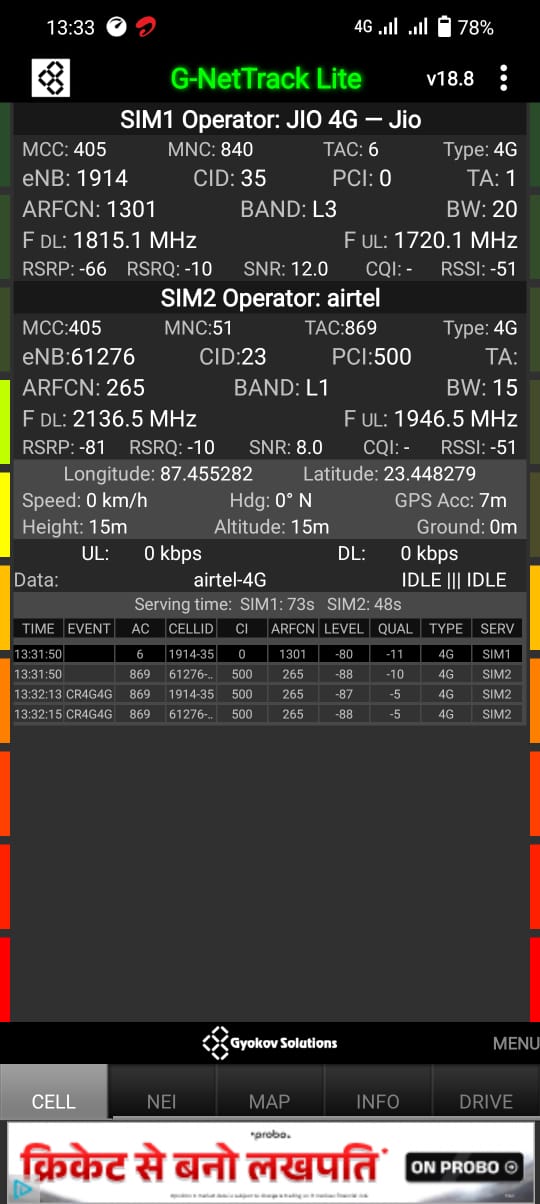 13:33 4G 78%
G-NetTrack Lite v18.8
SIM1 Operator: JIO 4G — Jio
MCC: 405 MNC: 840 TAC: 6 Type: 4G
eNB: 1914 CID: 35 PCI: 0 TA: 1
ARFCN: 1301 BAND: L3 BW: 20
F DL: 1815.1 MHz F UL: 1720.1 MHz
RSRP: -66 RSRQ: -10 SNR: 12.0 CQI: - RSSI: -51
SIM2 Operator: airtel
MCC:405 MNC:51 TAC:869 Type: 4G
eNB:61276 CID:23 PCI:500 TA:
ARFCN: 265 BAND: L1 BW: 15
F DL: 2136.5 MHz F UL: 1946.5 MHz
RSRP: -81 RSRQ: -10 SNR: 8.0 CQI: - RSSI: -51
Longitude: 87.455282 Latitude: 23.448279
Speed: 0 km/h Hdg: 0° N GPS Acc: 7m
Height: 15m Altitude: 15m Ground: 0m
UL: 0 kbps DL: 0 kbps
Data: airtel-4G IDLE ||| IDLE
Serving time: SIM1: 73s SIM2: 48s
TIME EVENT AC CELLID CI ARFCN LEVEL QUAL TYPE SERV
13:31:50 6 1914-35 0 1301 -80 -11 4G SIM1
13:31:50 869 61276-.. 500 265 -88 -10 4G SIM2
13:32:13 CR4G4G 869 1914-35 500 265 -87 -5 4G SIM2
13:32:15 CR4G4G 869 61276-.. 500 265 -88 -5 4G SIM2
Gyokov Solutions MENU
CELL NEI MAP INFO DRIVE
probo.
क्रिकेट से बनो लखपति* ON PROBO